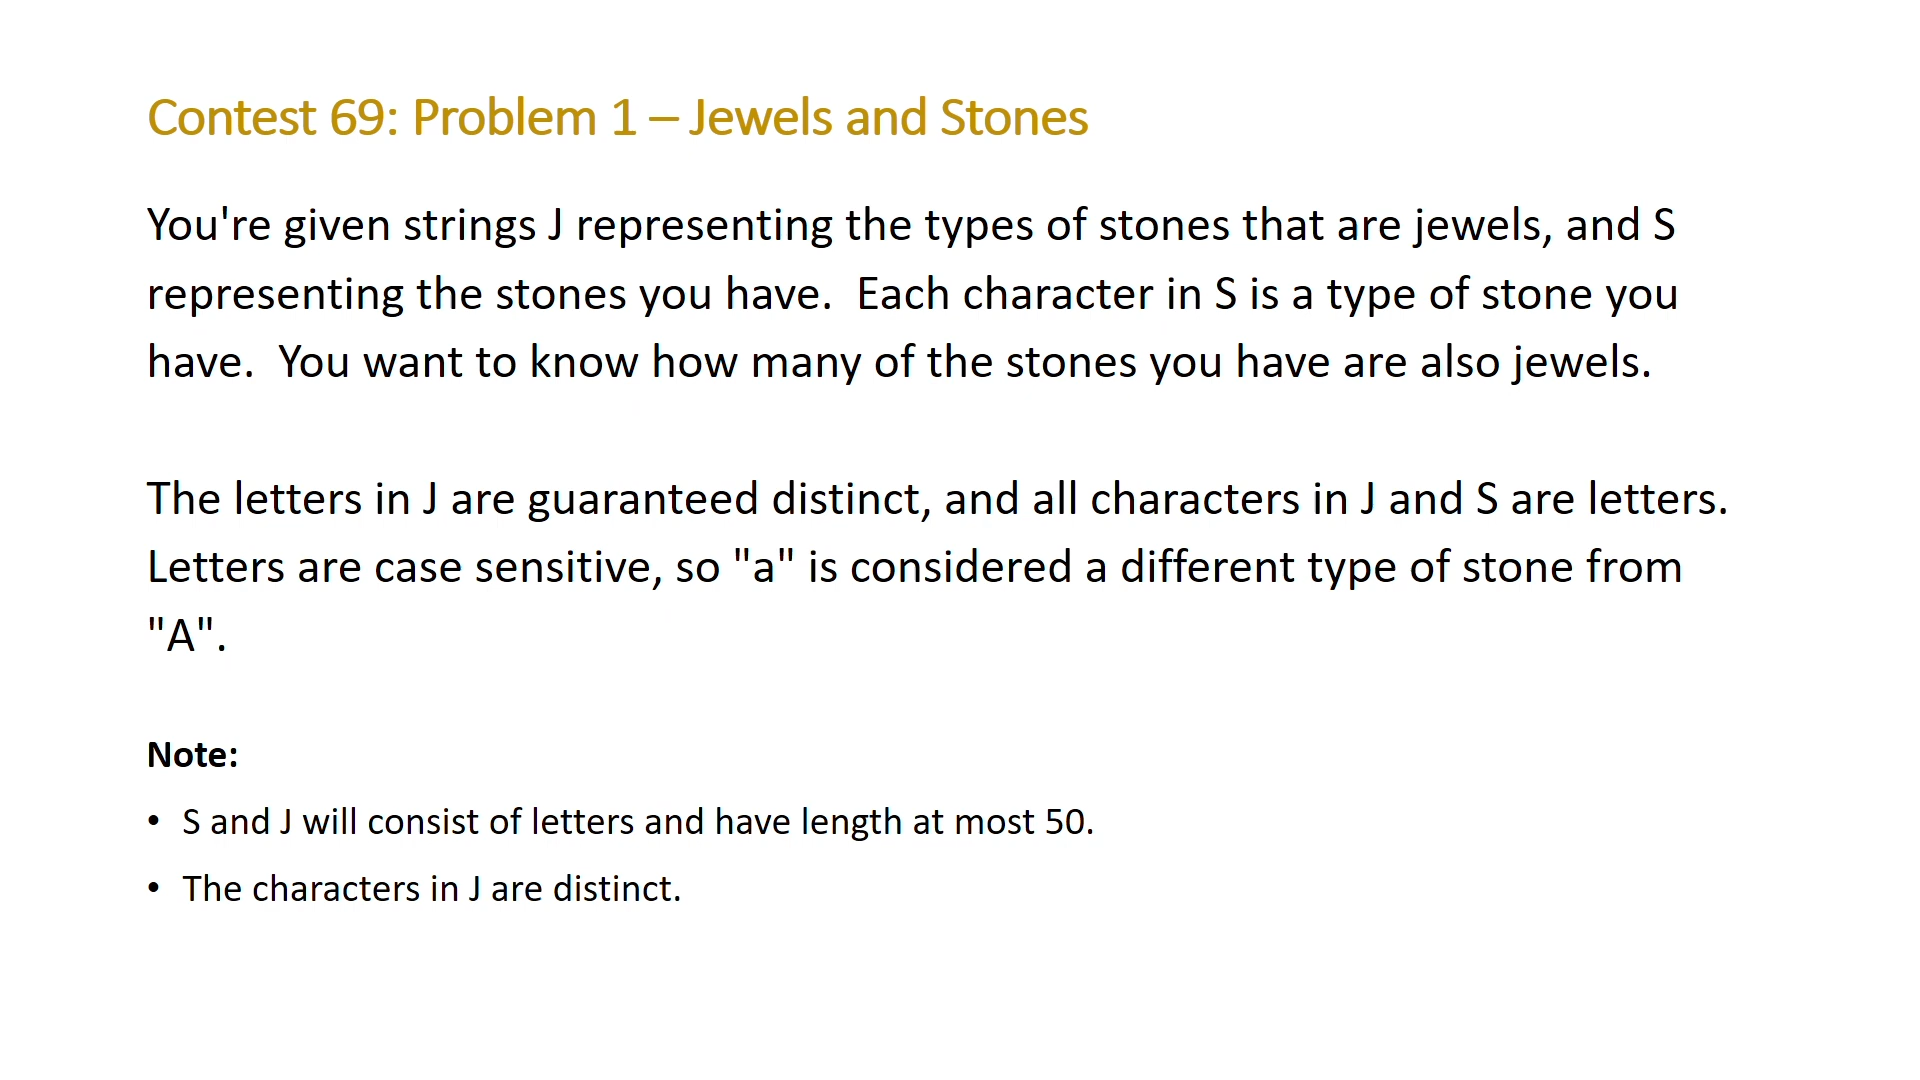 Contest 69: Problem 1 – Jewels and Stones
You're given strings J representing the types of stones that are jewels, and S
representing the stones you have.  Each character in S is a type of stone you
have.  You want to know how many of the stones you have are also jewels.
The letters in J are guaranteed distinct, and all characters in J and S are letters.
Letters are case sensitive, so "a" is considered a different type of stone from
"A".
Note:
• S and J will consist of letters and have length at most 50.
• The characters in J are distinct.